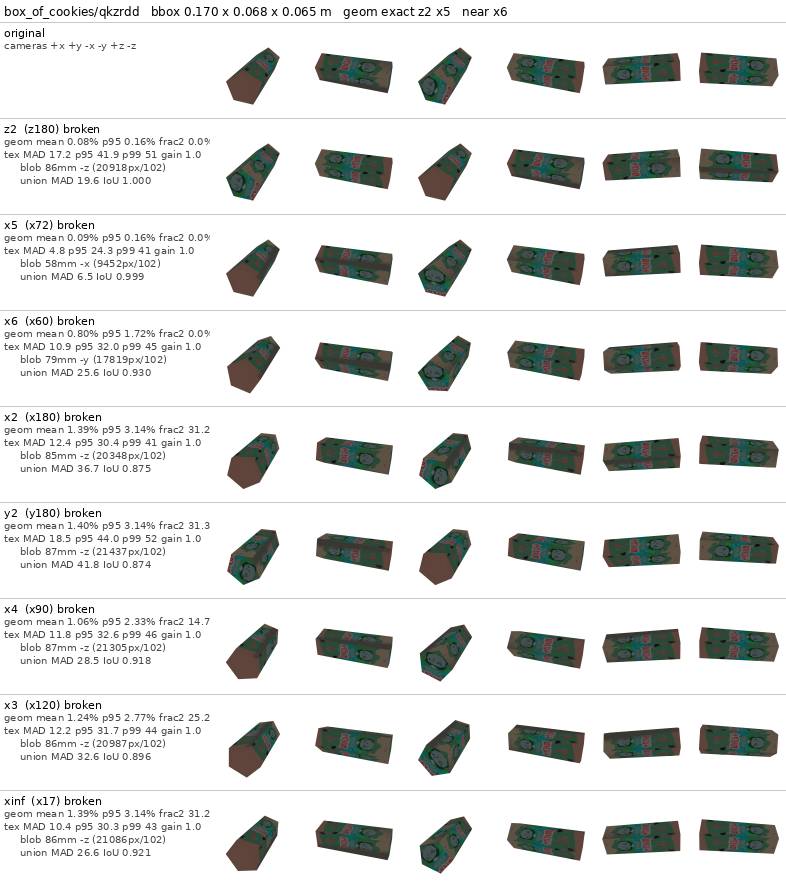 box_of_cookies/qkzrdd   bbox 0.170 x 0.068 x 0.065 m   geom exact z2 x5   near x6
original
cameras +x +y -x -y +z -z
z2  (z180) broken
geom mean 0.08% p95 0.16% frac2 0.0%
tex MAD 17.2 p95 41.9 p99 51 gain 1.0
blob 86mm -z (20918px/102)
union MAD 19.6 IoU 1.000
x5  (x72) broken
geom mean 0.09% p95 0.16% frac2 0.0%
tex MAD 4.8 p95 24.3 p99 41 gain 1.0
blob 58mm -x (9452px/102)
union MAD 6.5 IoU 0.999
x6  (x60) broken
geom mean 0.80% p95 1.72% frac2 0.0%
tex MAD 10.9 p95 32.0 p99 45 gain 1.0
blob 79mm -y (17819px/102)
union MAD 25.6 IoU 0.930
x2  (x180) broken
geom mean 1.39% p95 3.14% frac2 31.2
tex MAD 12.4 p95 30.4 p99 41 gain 1.0
blob 85mm -z (20348px/102)
union MAD 36.7 IoU 0.875
y2  (y180) broken
geom mean 1.40% p95 3.14% frac2 31.3
tex MAD 18.5 p95 44.0 p99 52 gain 1.0
blob 87mm -z (21437px/102)
union MAD 41.8 IoU 0.874
x4  (x90) broken
geom mean 1.06% p95 2.33% frac2 14.7
tex MAD 11.8 p95 32.6 p99 46 gain 1.0
blob 87mm -z (21305px/102)
union MAD 28.5 IoU 0.918
x3  (x120) broken
geom mean 1.24% p95 2.77% frac2 25.2
tex MAD 12.2 p95 31.7 p99 44 gain 1.0
blob 86mm -z (20987px/102)
union MAD 32.6 IoU 0.896
xinf  (x17) broken
geom mean 1.39% p95 3.14% frac2 31.2
tex MAD 10.4 p95 30.3 p99 43 gain 1.0
blob 86mm -z (21086px/102)
union MAD 26.6 IoU 0.921